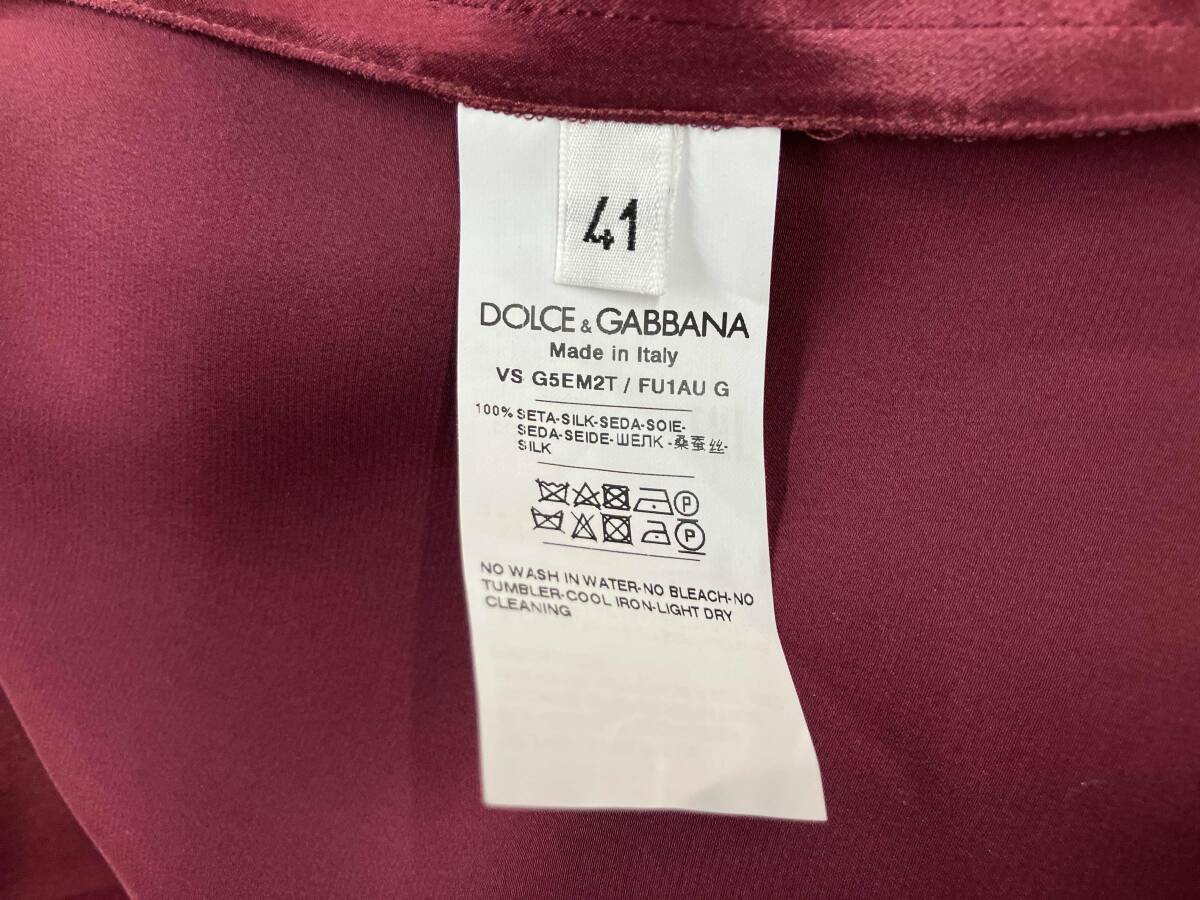 41
DOLCE & GABBANA
Made in Italy
VS G5EM2T / FU1AU G
100% SETA-SILK-SEDA-SOIE-
SEDA-SEIDE-ШЕЛК -桑蚕丝-
SILK
P
P
NO WASH IN WATER-NO BLEACH-NO
TUMBLER-COOL IRON-LIGHT DRY
CLEANING